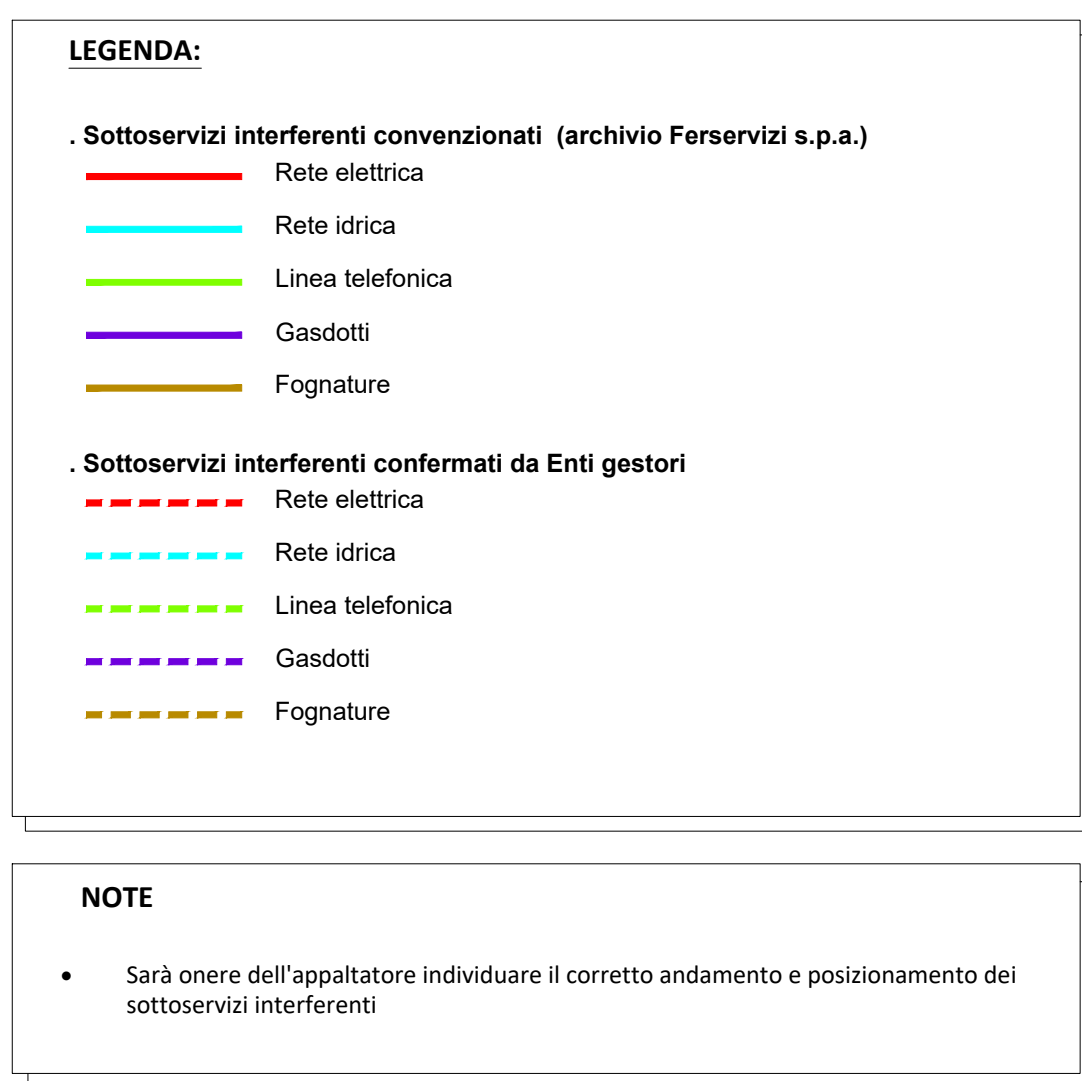 LEGENDA:
. Sottoservizi interferenti convenzionati (archivio Ferservizi s.p.a.)
Rete elettrica
Rete idrica
Linea telefonica
Gasdotti
Fognature
. Sottoservizi interferenti confermati da Enti gestori
Rete elettrica
Rete idrica
Linea telefonica
Gasdotti
Fognature
NOTE
• Sarà onere dell'appaltatore individuare il corretto andamento e posizionamento dei
sottoservizi interferenti